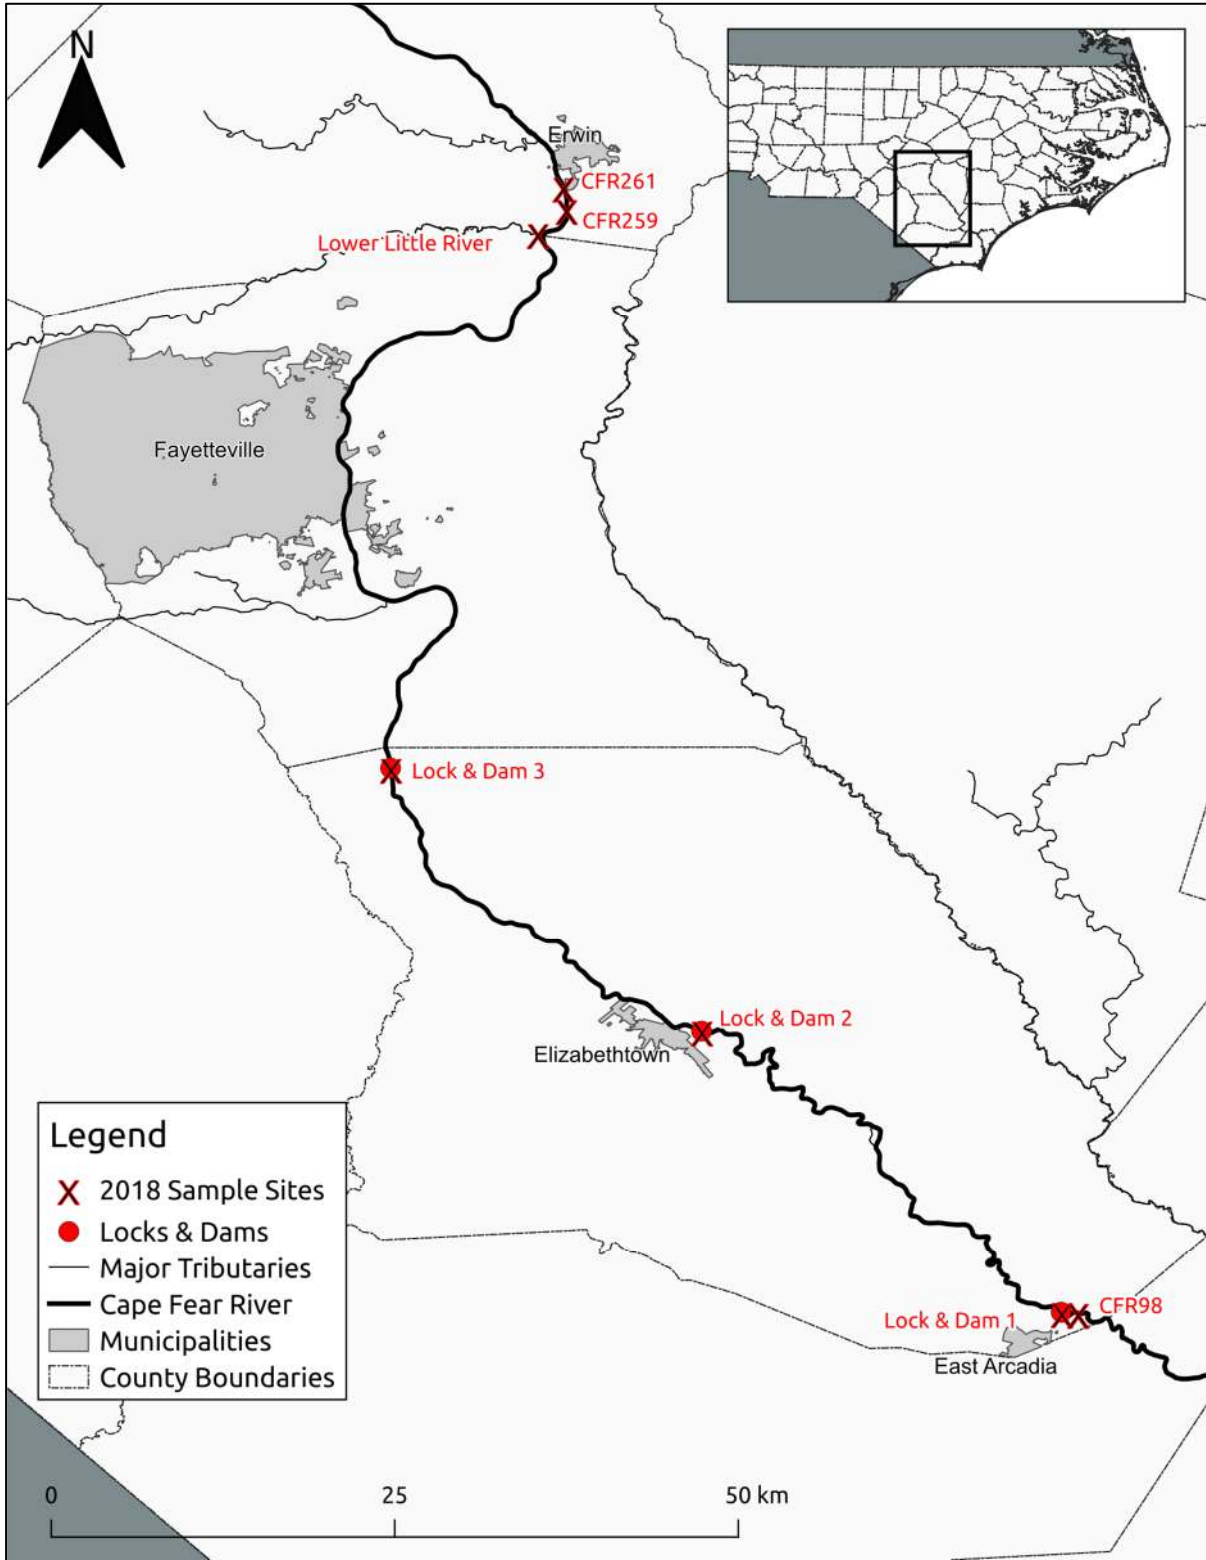 N
Erwin
CFR261
CFR259
Lower Little River
Fayetteville
Lock & Dam 3
Lock & Dam 2
Elizabethtown
Legend
2018 Sample Sites
Locks & Dams
Major Tributaries
Cape Fear River
Municipalities
County Boundaries
CFR98
Lock & Dam 1
East Arcadia
0 25 50 km